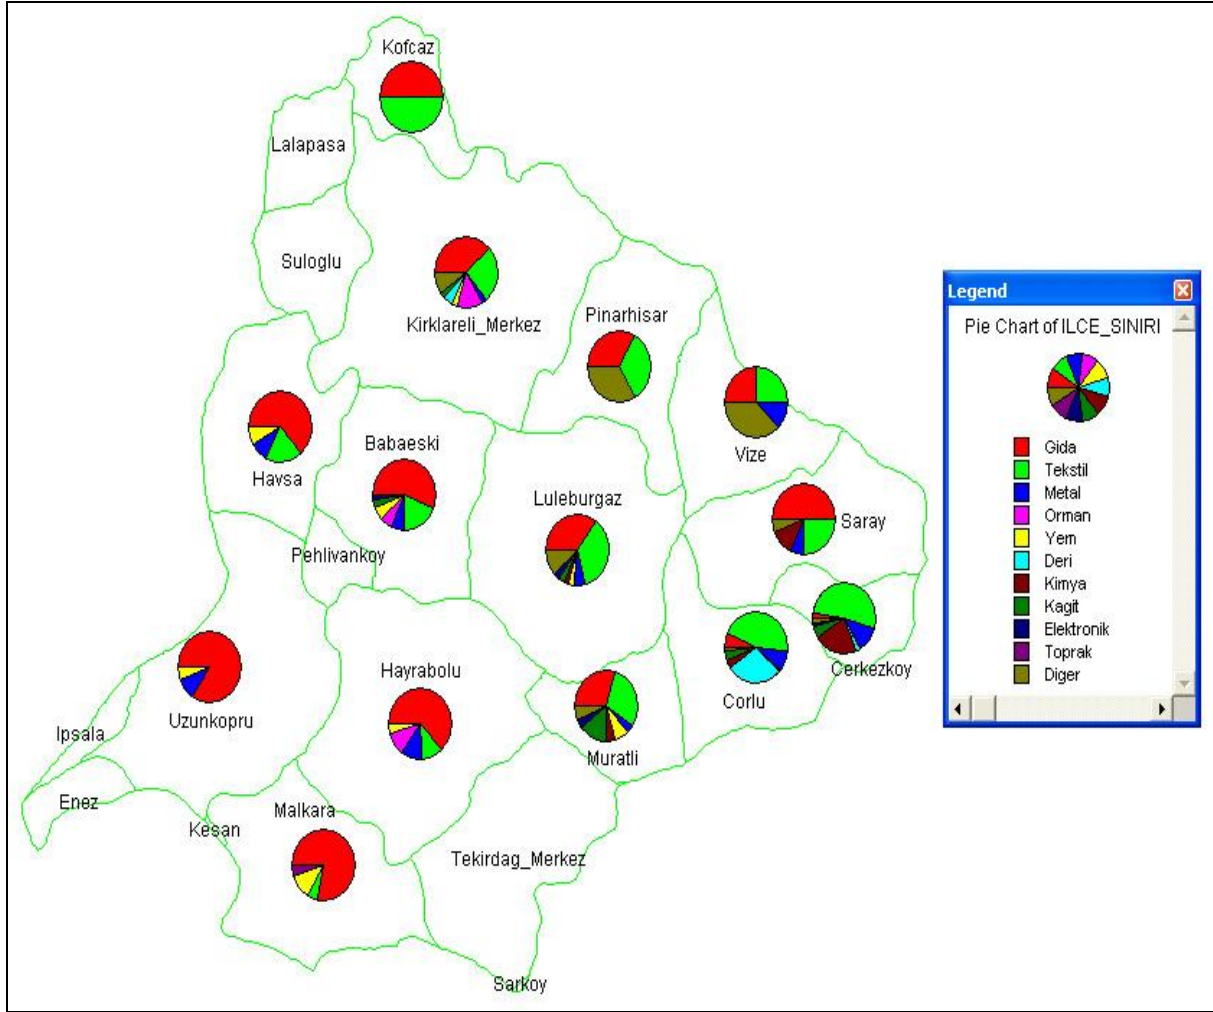 Kofcaz
Lalapasa
Suloglu
Kirklareli_Merkez
Pinarhisar
Legend
Pie Chart of ILCE_SINIRI
Gida
Tekstil
Metal
Orman
Yem
Deri
Kimya
Kagit
Elektronik
Toprak
Diger
Vize
Babaeski
Havsa
Luleburgaz
Saray
Pehlivankoy
Cerkezkoy
Hayrabolu
Corlu
Uzunkopru
Ipsala
Muratli
Enez
Malkara
Kesan
Tekirdag_Merkez
Sarkoy